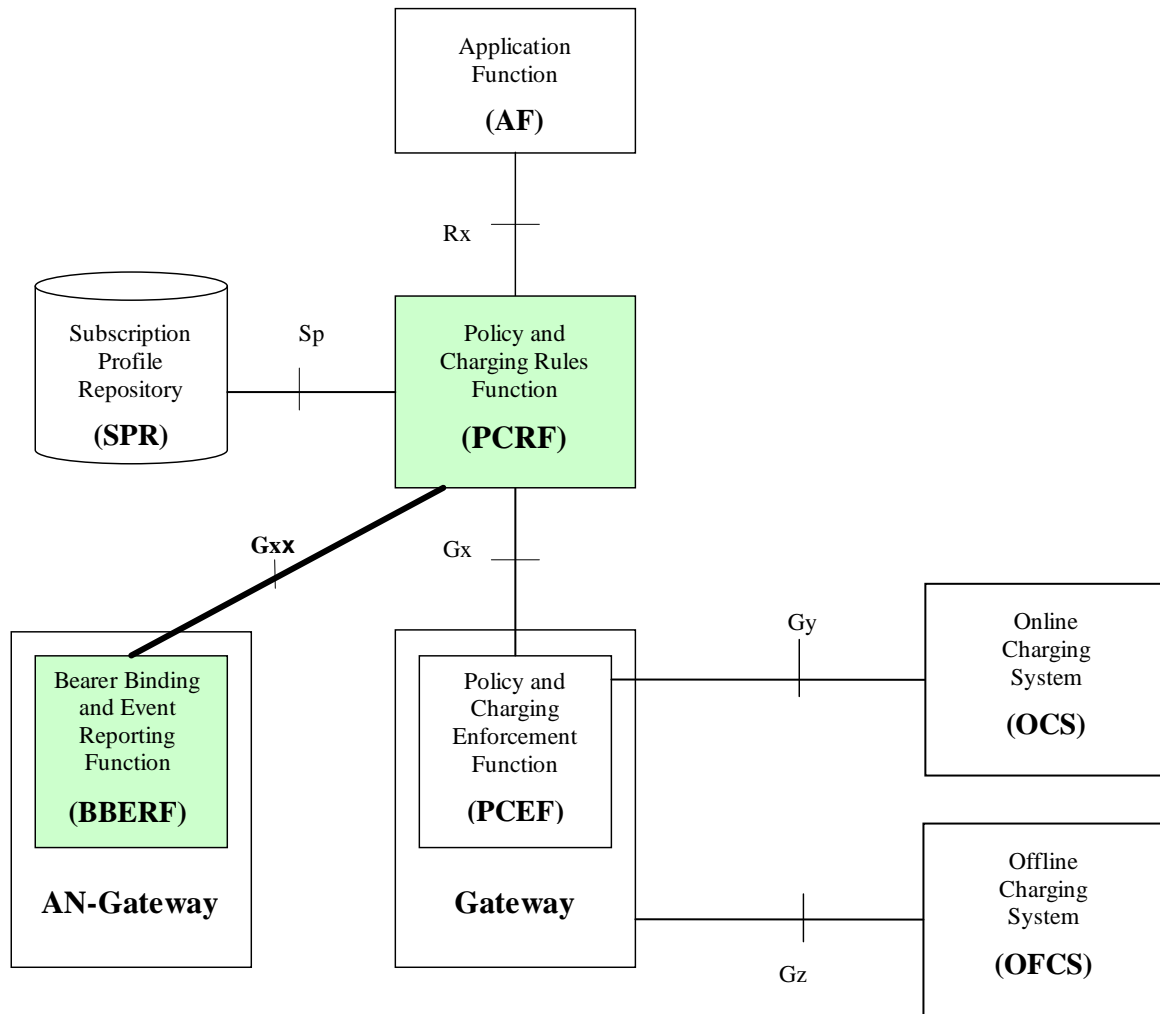 Application
Function
(AF)
Rx
Subscription
Profile
Repository
(SPR)
Sp
Policy and
Charging Rules
Function
(PCRF)
Gxx
Gx
Bearer Binding
and Event
Reporting
Function
(BBERF)
AN-Gateway
Policy and
Charging
Enforcement
Function
(PCEF)
Gateway
Gy
Online
Charging
System
(OCS)
Gz
Offline
Charging
System
(OFCS)